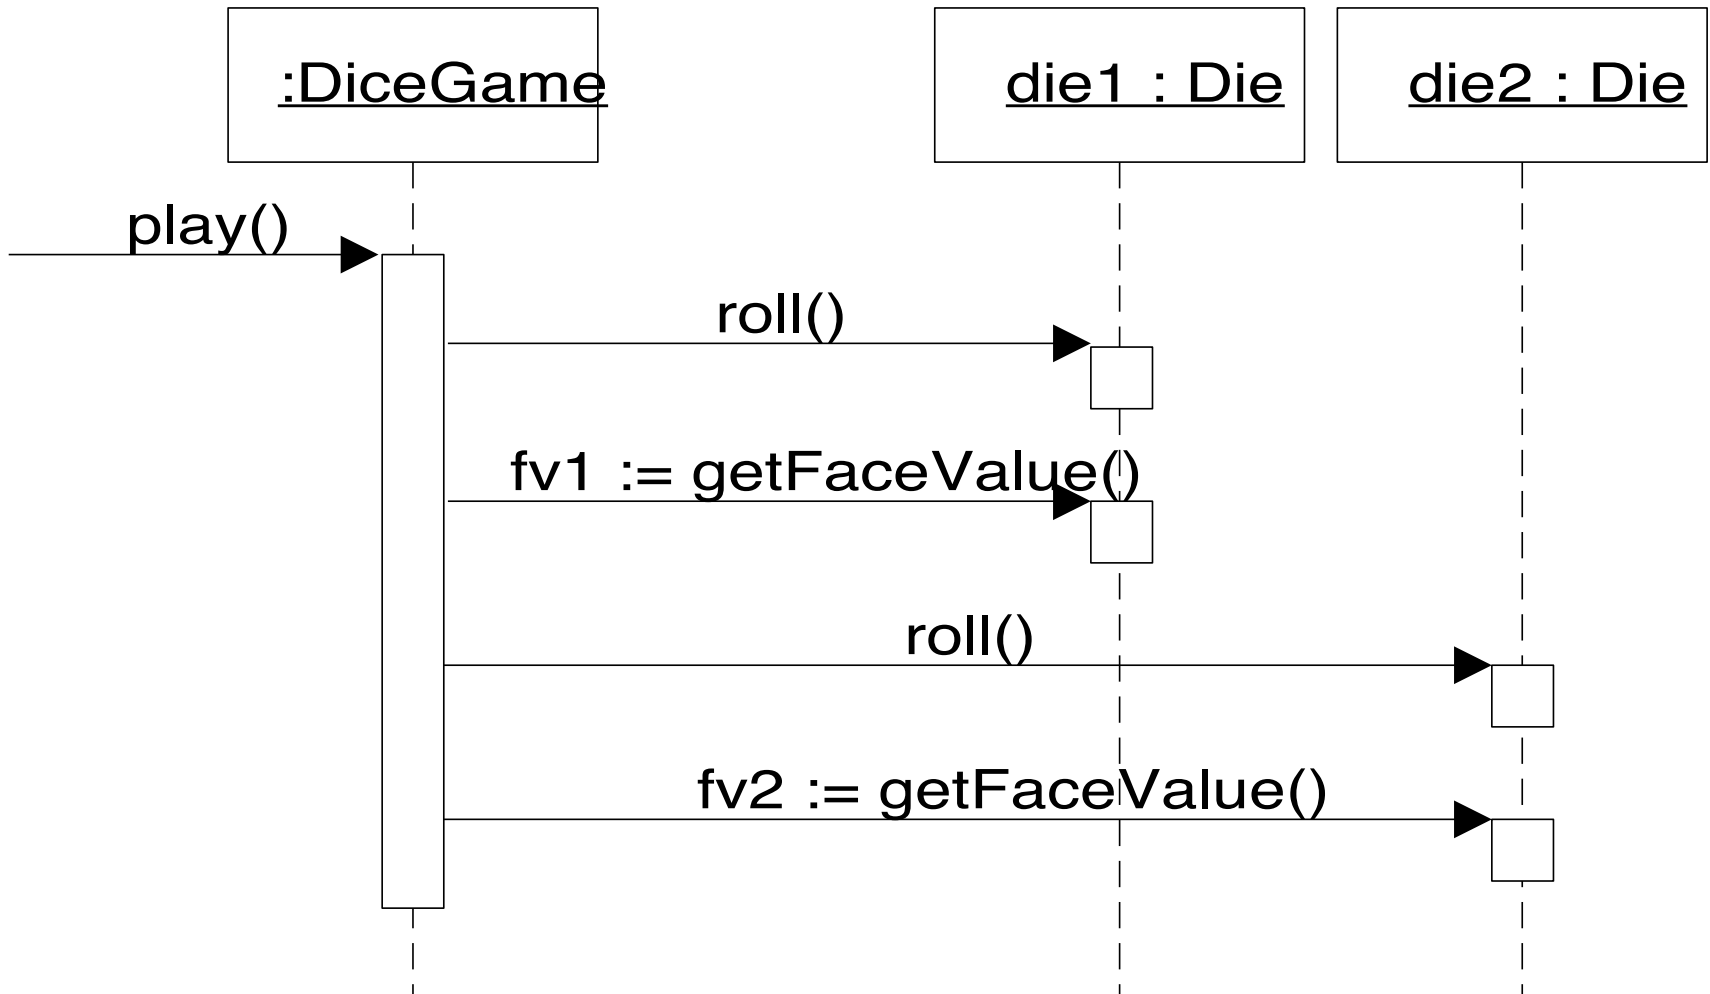 :DiceGame
die1 : Die
die2 : Die
play()
roll()
fv1 := getFaceValue()
roll()
fv2 := getFaceValue()